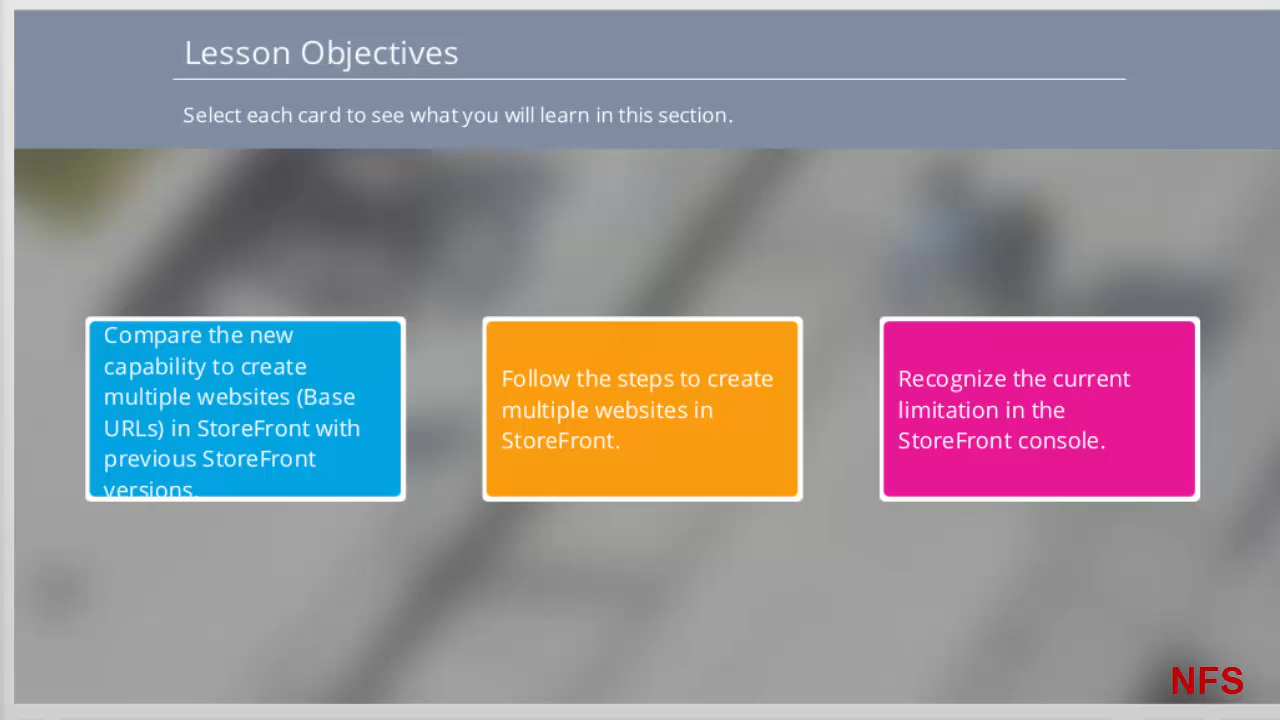 Lesson Objectives
Select each card to see what you will learn in this section.
Compare the new
capability to create
multiple websites (Base
URLs) in StoreFront with
previous StoreFront
versions.
Follow the steps to create
multiple websites in
StoreFront.
Recognize the current
limitation in the
StoreFront console.
NFS